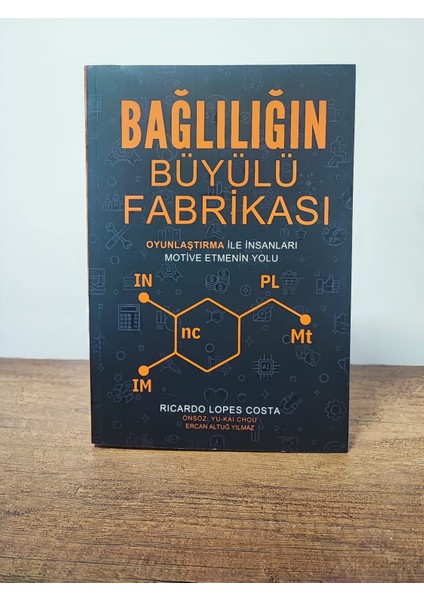 BAĞLILIĞIN
BÜYÜLÜ
FABRİKASI
OYUNLAŞTIRMA İLE İNSANLARI
MOTİVE ETMENİN YOLU
IN
PL
nc
Mt
IM
RICARDO LOPES COSTA
ÖNSÖZ: YU-KAI CHOU
ERCAN ALTUĞ YILMAZ